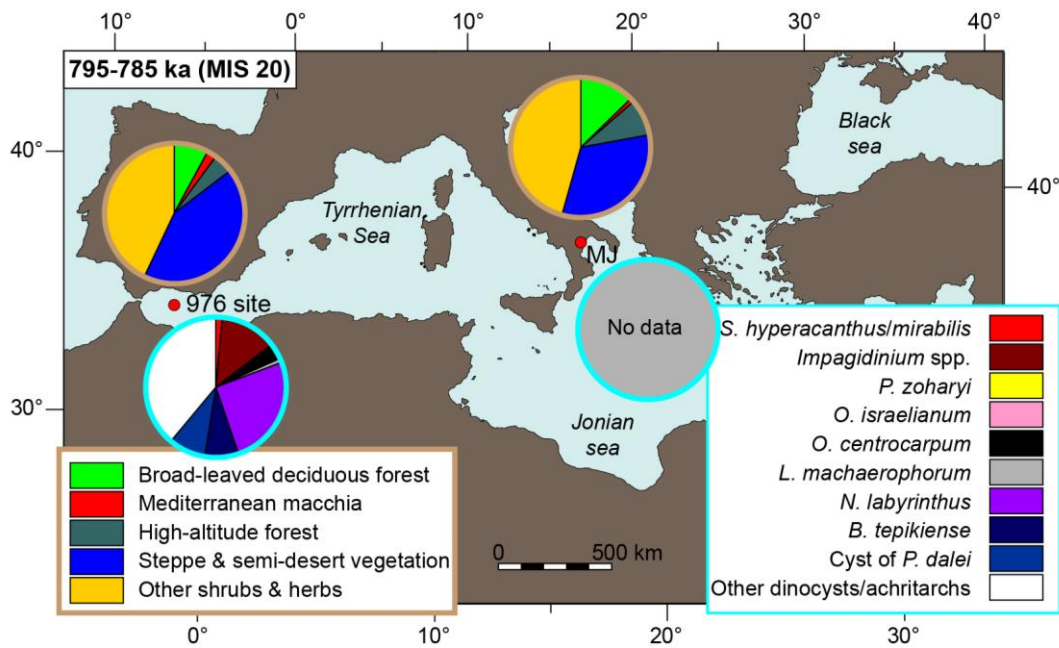 10° 0° 10° 20° 30° 40°
795-785 ka (MIS 20)
Black
sea
40°
40°
Tyrrhenian
Sea
MJ
976 site
No data
30°
Jonian
sea
S. hyperacanthus/mirabilis
Impagidinium spp.
P. zoharyi
O. israelianum
O. centrocarpum
L. machaerophorum
N. labyrinthus
B. tepikiense
Cyst of P. dalei
Other dinocysts/achritarchs
Broad-leaved deciduous forest
Mediterranean macchia
High-altitude forest
Steppe & semi-desert vegetation
Other shrubs & herbs
0 500 km
0° 10° 20° 30°